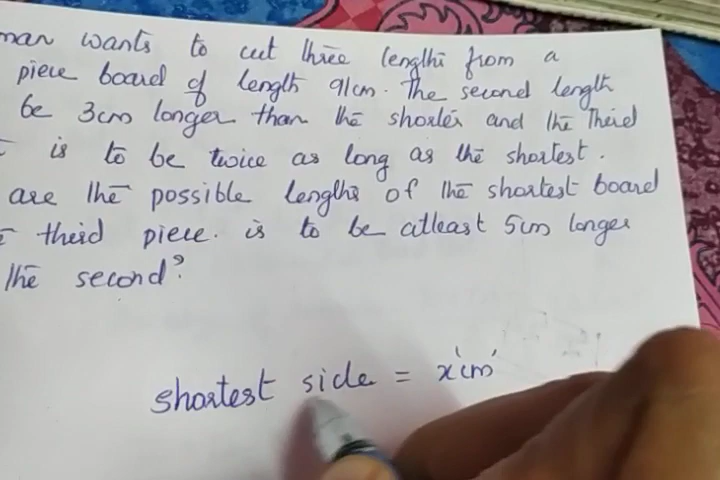 man wants to cut three lengths from a
piece board of length 91cm. The second length
be 3cm longer than the shorter and the Third
is to be twice as long as the shortest.
are the possible lengths of the shortest board
third piece. is to be atleast 5cm longer
the second?
shortest side = x'cm'